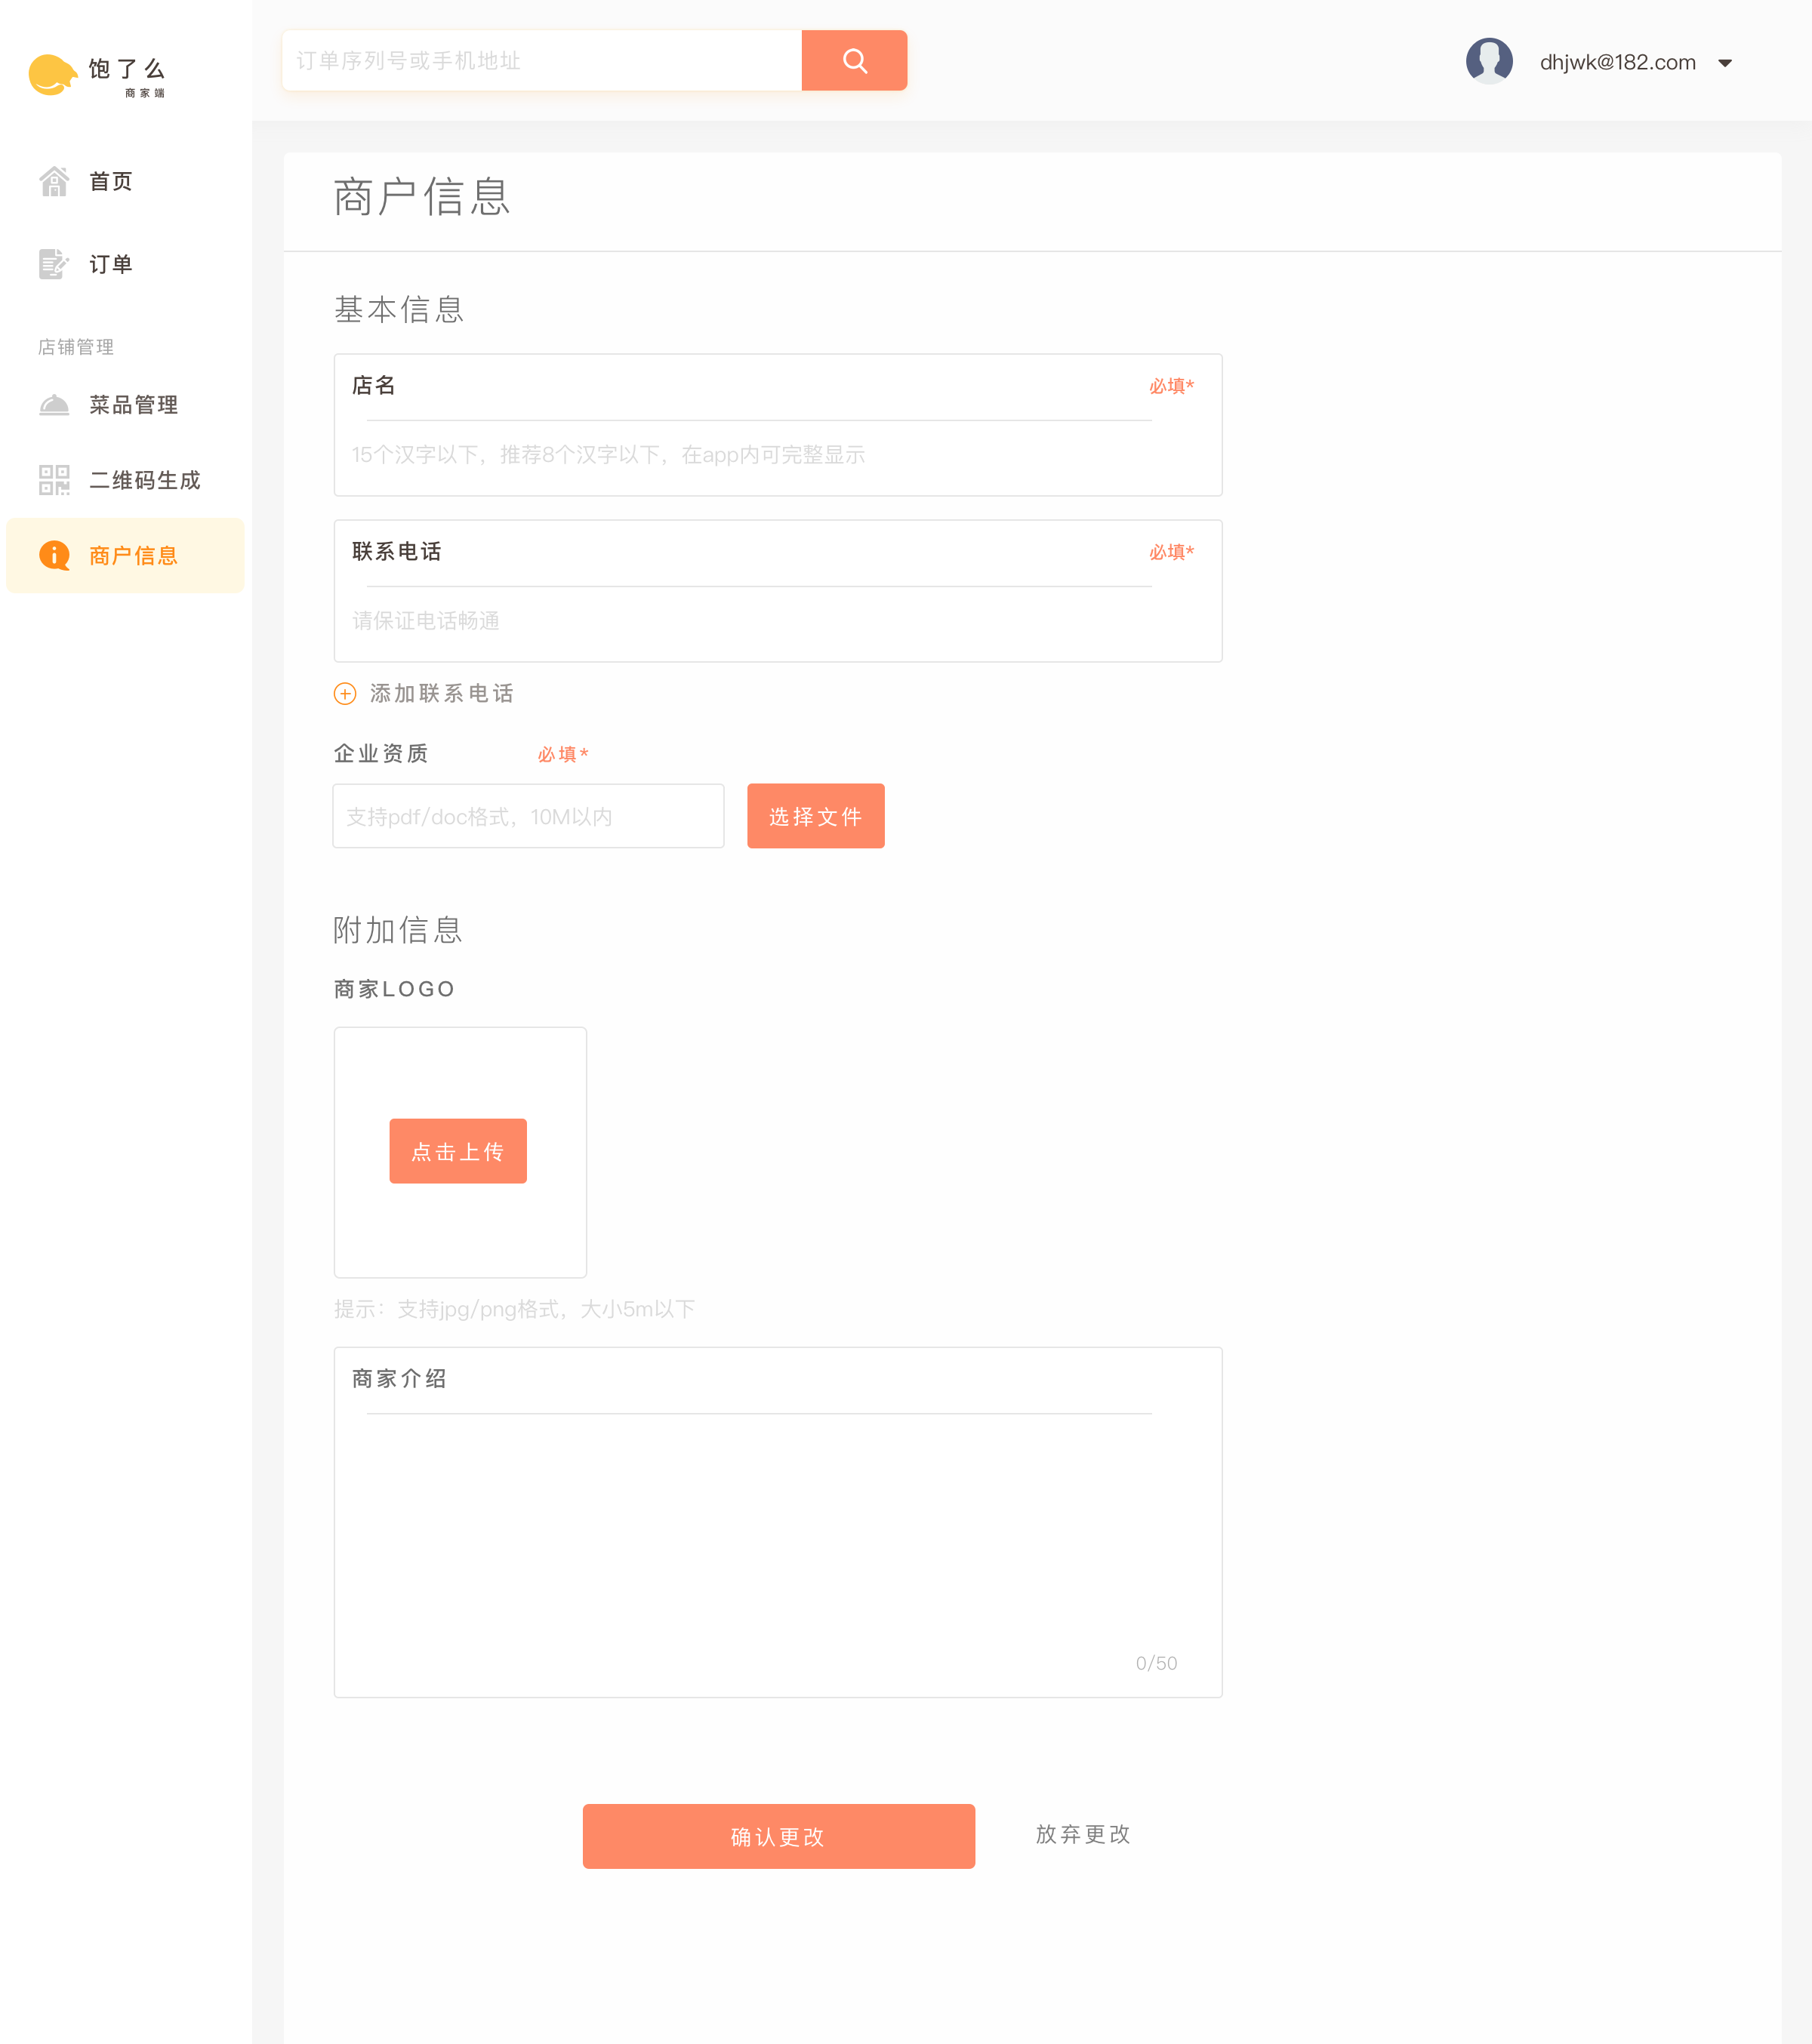 饱了么
商家端
订单序列号或手机地址
dhjwk@182.com
首页
订单
店铺管理
菜品管理
二维码生成
商户信息
商户信息
基本信息
店名 必填*
15个汉字以下，推荐8个汉字以下，在app内可完整显示
联系电话 必填*
请保证电话畅通
添加联系电话
企业资质 必填*
支持pdf/doc格式，10M以内 选择文件
附加信息
商家LOGO
点击上传
提示：支持jpg/png格式，大小5m以下
商家介绍
0/50
确认更改 放弃更改